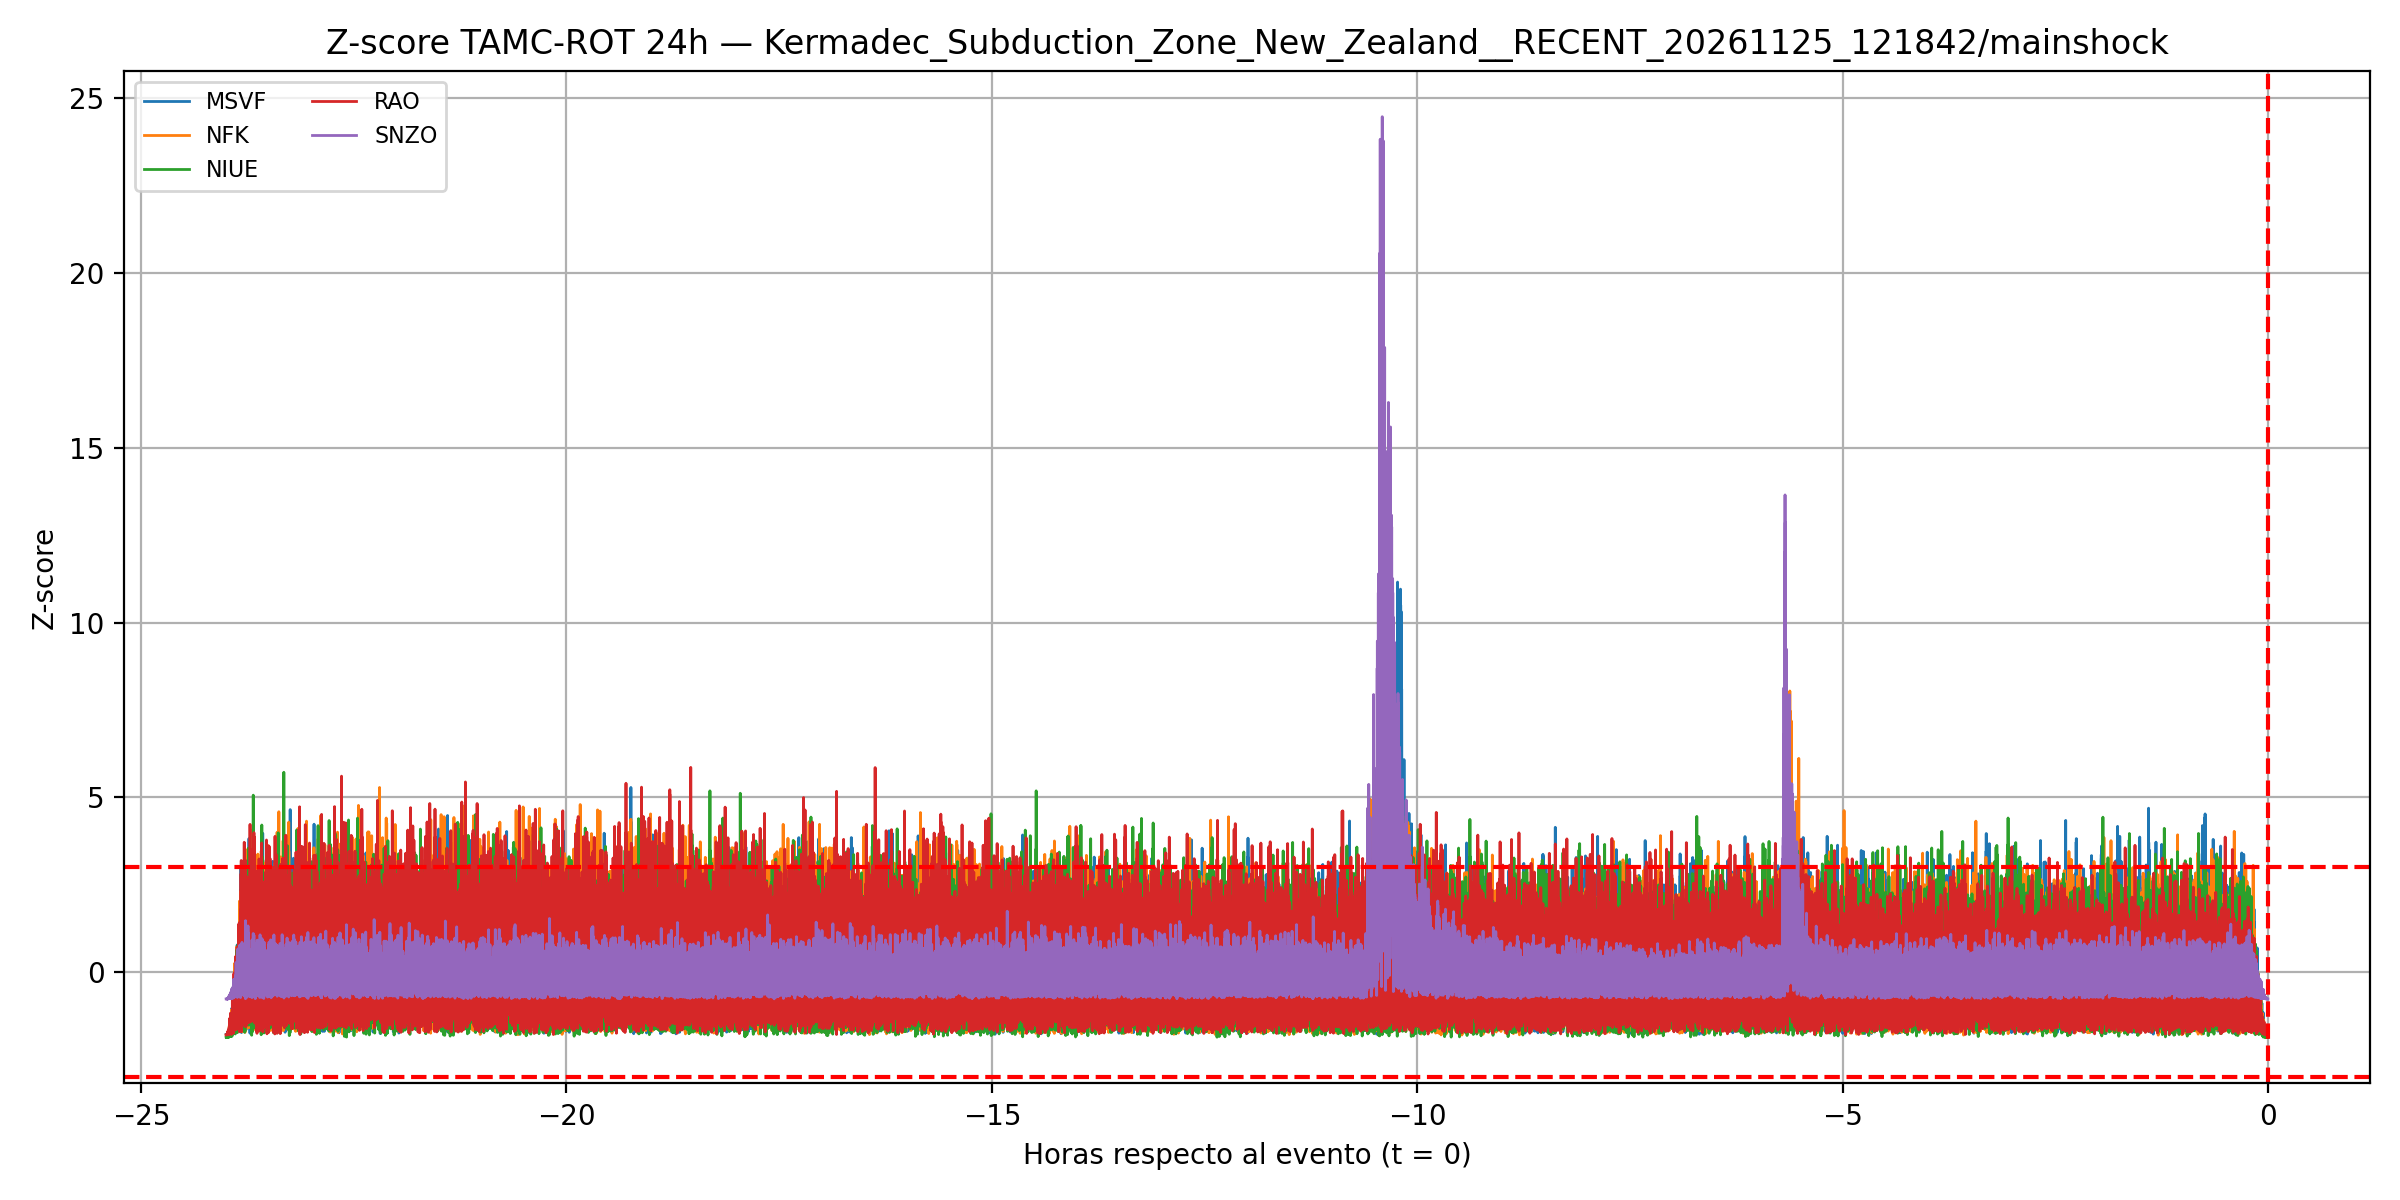 Z-score TAMC-ROT 24h — Kermadec_Subduction_Zone_New_Zealand__RECENT_20261125_121842/mainshock
MSVF RAO
NFK SNZO
NIUE
Z-score
25
20
15
10
5
0
−25 −20 −15 −10 −5 0
Horas respecto al evento (t = 0)